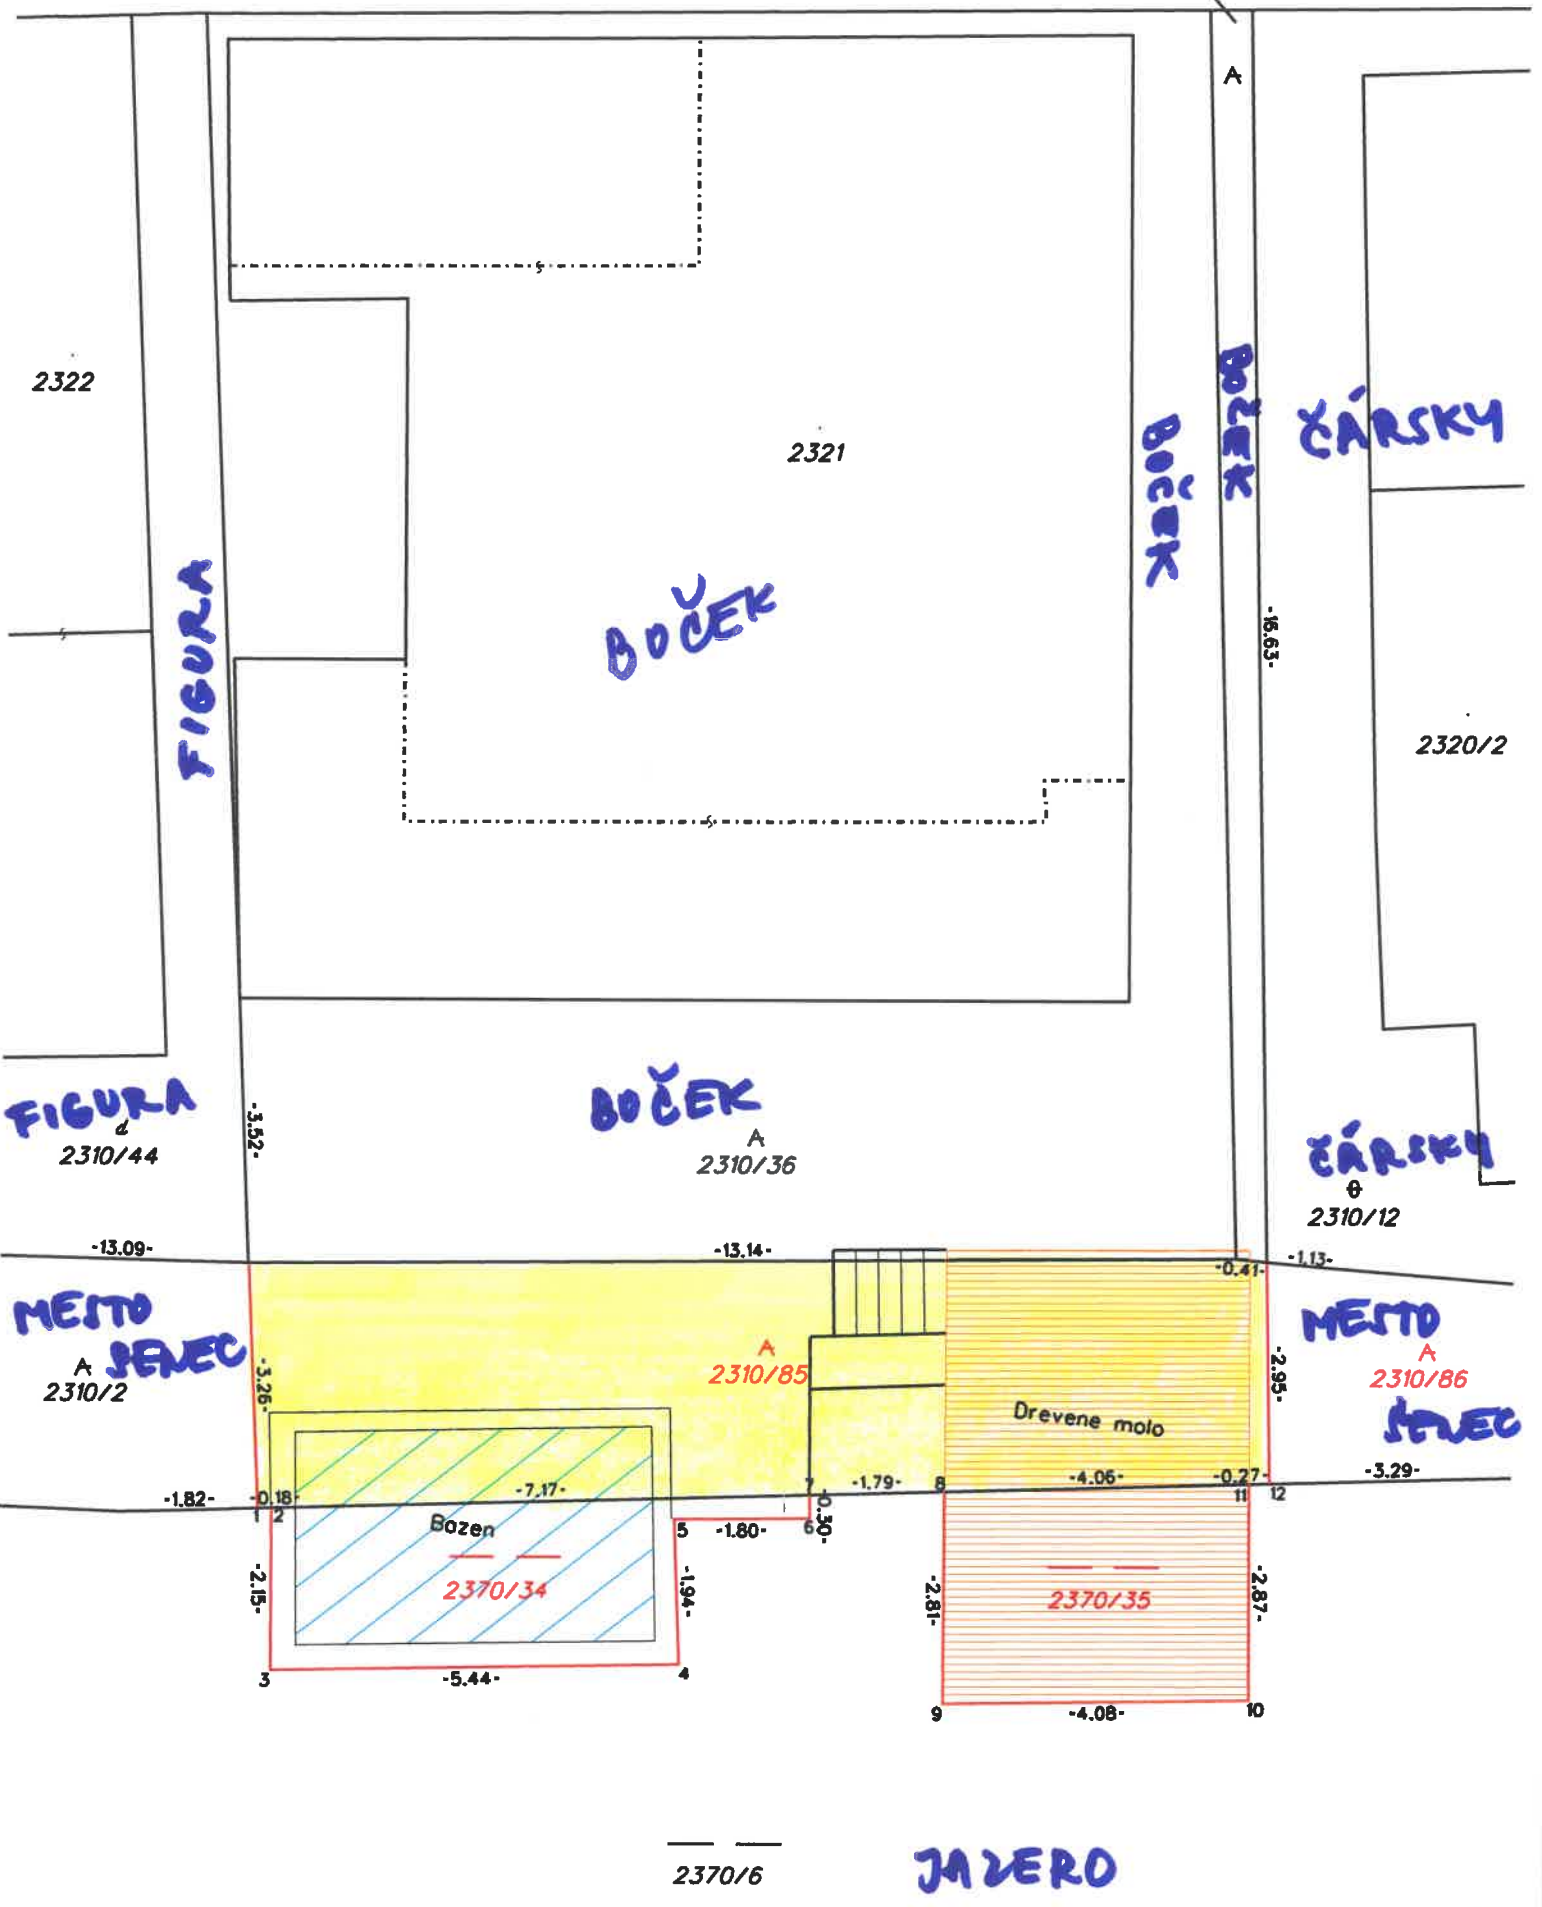 A
2322
2321
BOČEK
BOČEK
ČÁRSKY
FIGURA
BOČEK
-16.63-
2320/2
FIGURA
d
2310/44
-3.52-
BOČEK
A
2310/36
ČÁRSKY
2310/12
-13.09-
-13.14-
-0.41-
-1.13-
MESTO
SENEC
A
2310/2
-3.26-
A
2310/85
Drevene molo
-2.95-
MESTO
A
2310/86
ŠENEC
-1.82-
-0.18-
-7.17-
7
-1.79-
8
-4.06-
-0.27-
-3.29-
1
2
Bazen
5
-1.80-
6
-0.30-
11
12
-2.15-
2370/34
-1.94-
-2.81-
2370/35
-2.87-
3
-5.44-
4
9
-4.08-
10
2370/6
JAZERO